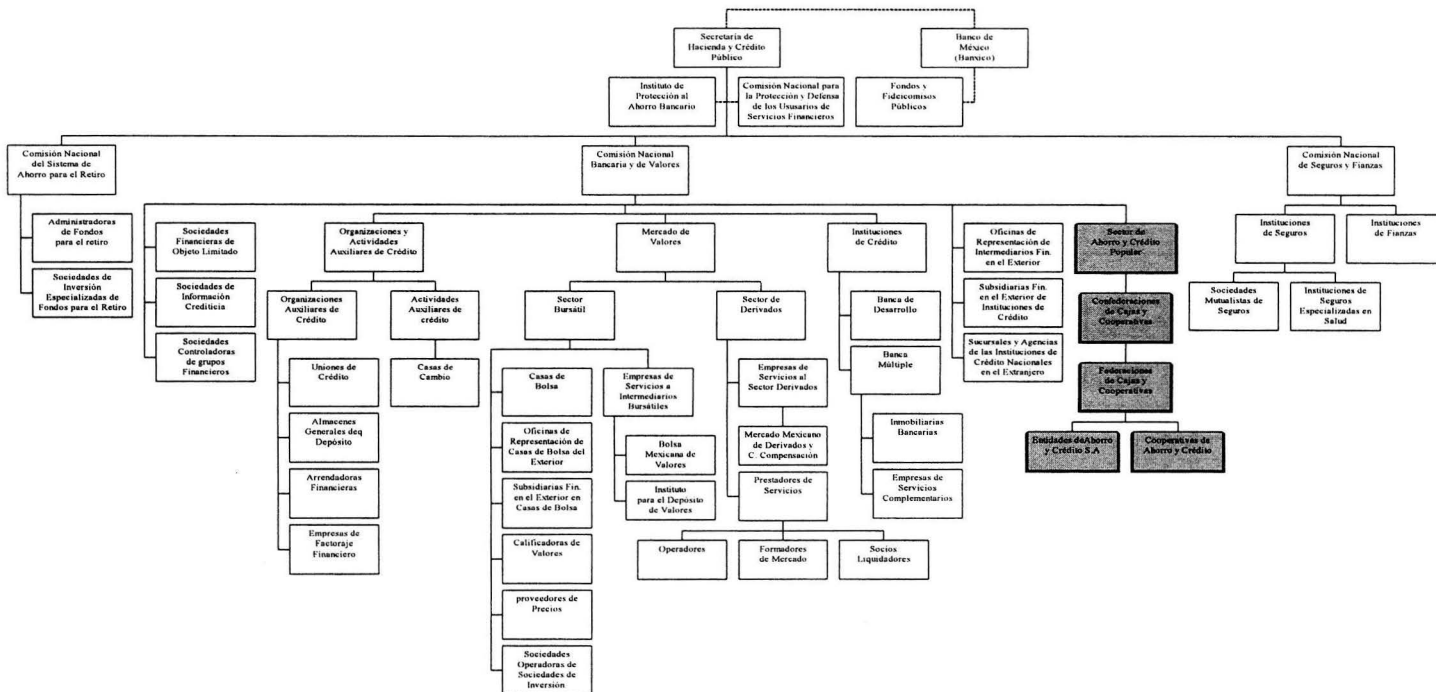 Secretaría de
Hacienda y Crédito
Público
Banco de
México
(Banxico)
Instituto de
Protección al
Ahorro Bancario
Comisión Nacional para
la Protección y Defensa
de los Ususarios de
Servicios Financieros
Fondos y
Fideicomisos
Públicos
Comisión Nacional
del Sistema de
Ahorro para el Retiro
Comisión Nacional
Bancaria y de Valores
Comisión Nacional
de Seguros y Fianzas
Administradoras
de Fondos
para el retiro
Sociedades de
Inversión
Especializadas de
Fondos para el Retiro
Sociedades
Financieras de
Objeto Limitado
Sociedades de
Información
Crediticia
Sociedades
Controladoras
de grupos
Financieros
Organizaciones y
Actividades
Auxiliares de Crédito
Organizaciones
Auxiliares de
Crédito
Actividades
Auxiliares de
crédito
Uniones de
Crédito
Almacenes
Generales deq
Depósito
Arrendadoras
Financieras
Empresas de
Factoraje
Financiero
Casas de
Cambio
Mercado de
Valores
Sector
Bursátil
Sector de
Derivados
Casas de
Bolsa
Oficinas de
Representación de
Casas de Bolsa del
Exterior
Subsidiarias Fin.
en el Exterior en
Casas de Bolsa
Calificadoras de
Valores
proveedores de
Precios
Sociedades
Operadoras de
Sociedades de
Inversión
Empresas de
Servicios a
Intermediarios
Bursátiles
Bolsa
Mexicana de
Valores
Instituto
para el Depósito
de Valores
Empresas de
Servicios al
Sector Derivados
Mercado Mexicano
de Derivados y
C. Compensación
Prestadores de
Servicios
Operadores
Formadores
de Mercado
Socios
Liquidadores
Instituciones
de Crédito
Banca de
Desarrollo
Banca
Múltiple
Inmobiliarias
Bancarias
Empresas de
Servicios
Complementarios
Oficinas de
Representación de
Intermediarios Fin.
en el Exterior
Subsidiarias Fin.
en el Exterior de
Instituciones de
Crédito
Sucursales y Agencias
de las Instituciones de
Crédito Nacionales
en el Extranjero
Sector de
Ahorro y Crédito
Popular
Confederaciones
de Cajas y
Cooperativas
Federaciones
de Cajas y
Cooperativas
Entidades deAhorro
y Crédito S.A
Cooperativas de
Ahorro y Crédito
Instituciones
de Seguros
Instituciones
de Fianzas
Sociedades
Mutualistas de
Seguros
Instituciones de
Seguros
Especializadas en
Salud